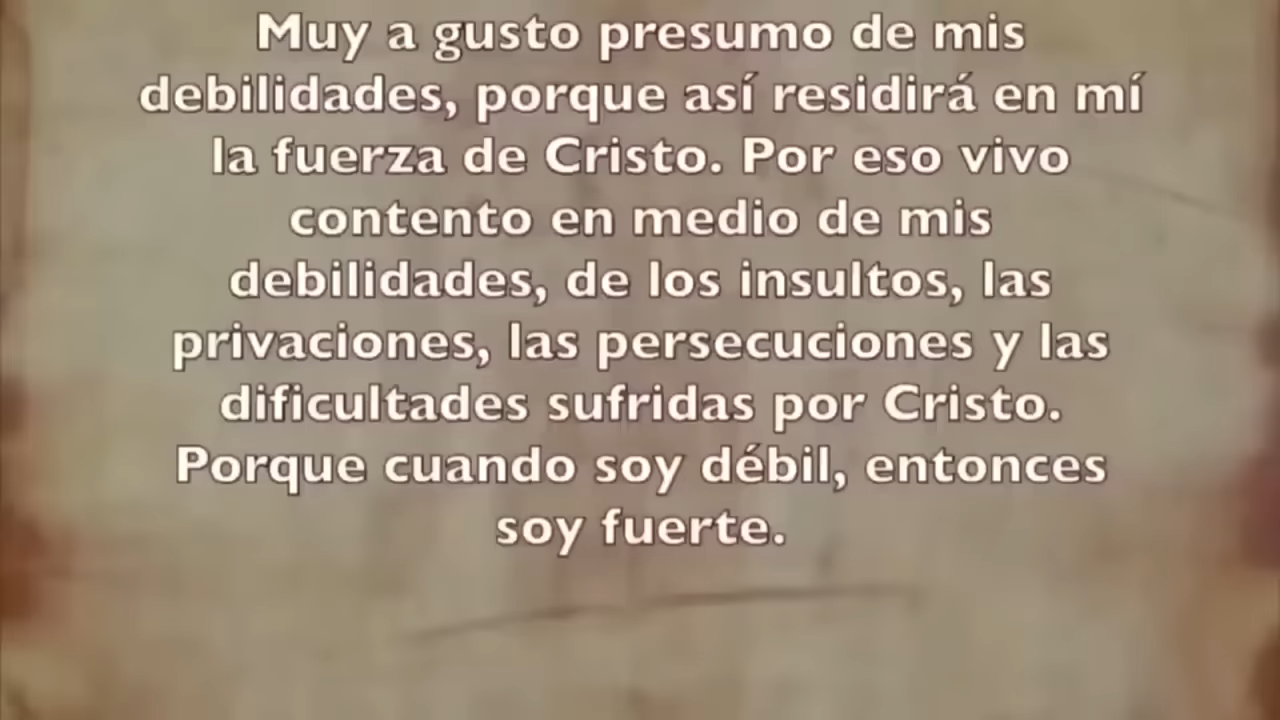 Muy a gusto presumo de mis
debilidades, porque así residirá en mí
la fuerza de Cristo. Por eso vivo
contento en medio de mis
debilidades, de los insultos, las
privaciones, las persecuciones y las
dificultades sufridas por Cristo.
Porque cuando soy débil, entonces
soy fuerte.